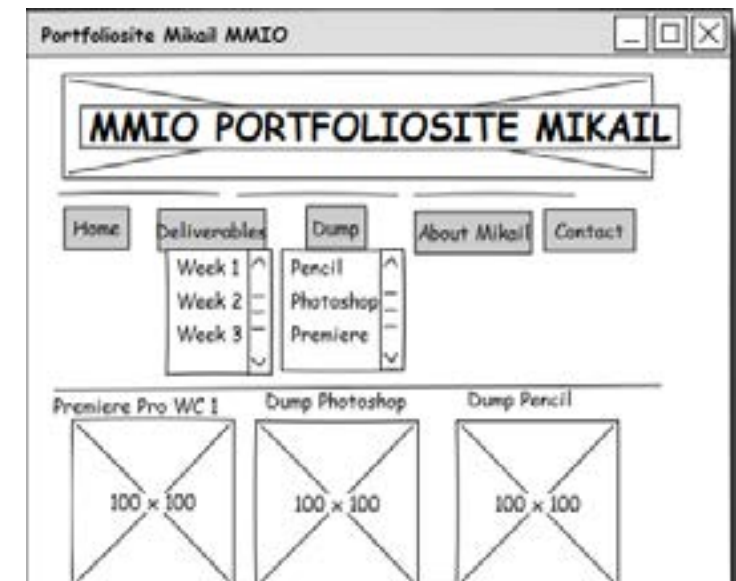 Portfoliosite Mikail MMIO
MMIO PORTFOLIOSITE MIKAIL
Home Deliverables Dump About Mikail Contact
Week 1 Pencil
Week 2 Photoshop
Week 3 Premiere
Premiere Pro WC 1 Dump Photoshop Dump Pencil
100 x 100 100 x 100 100 x 100